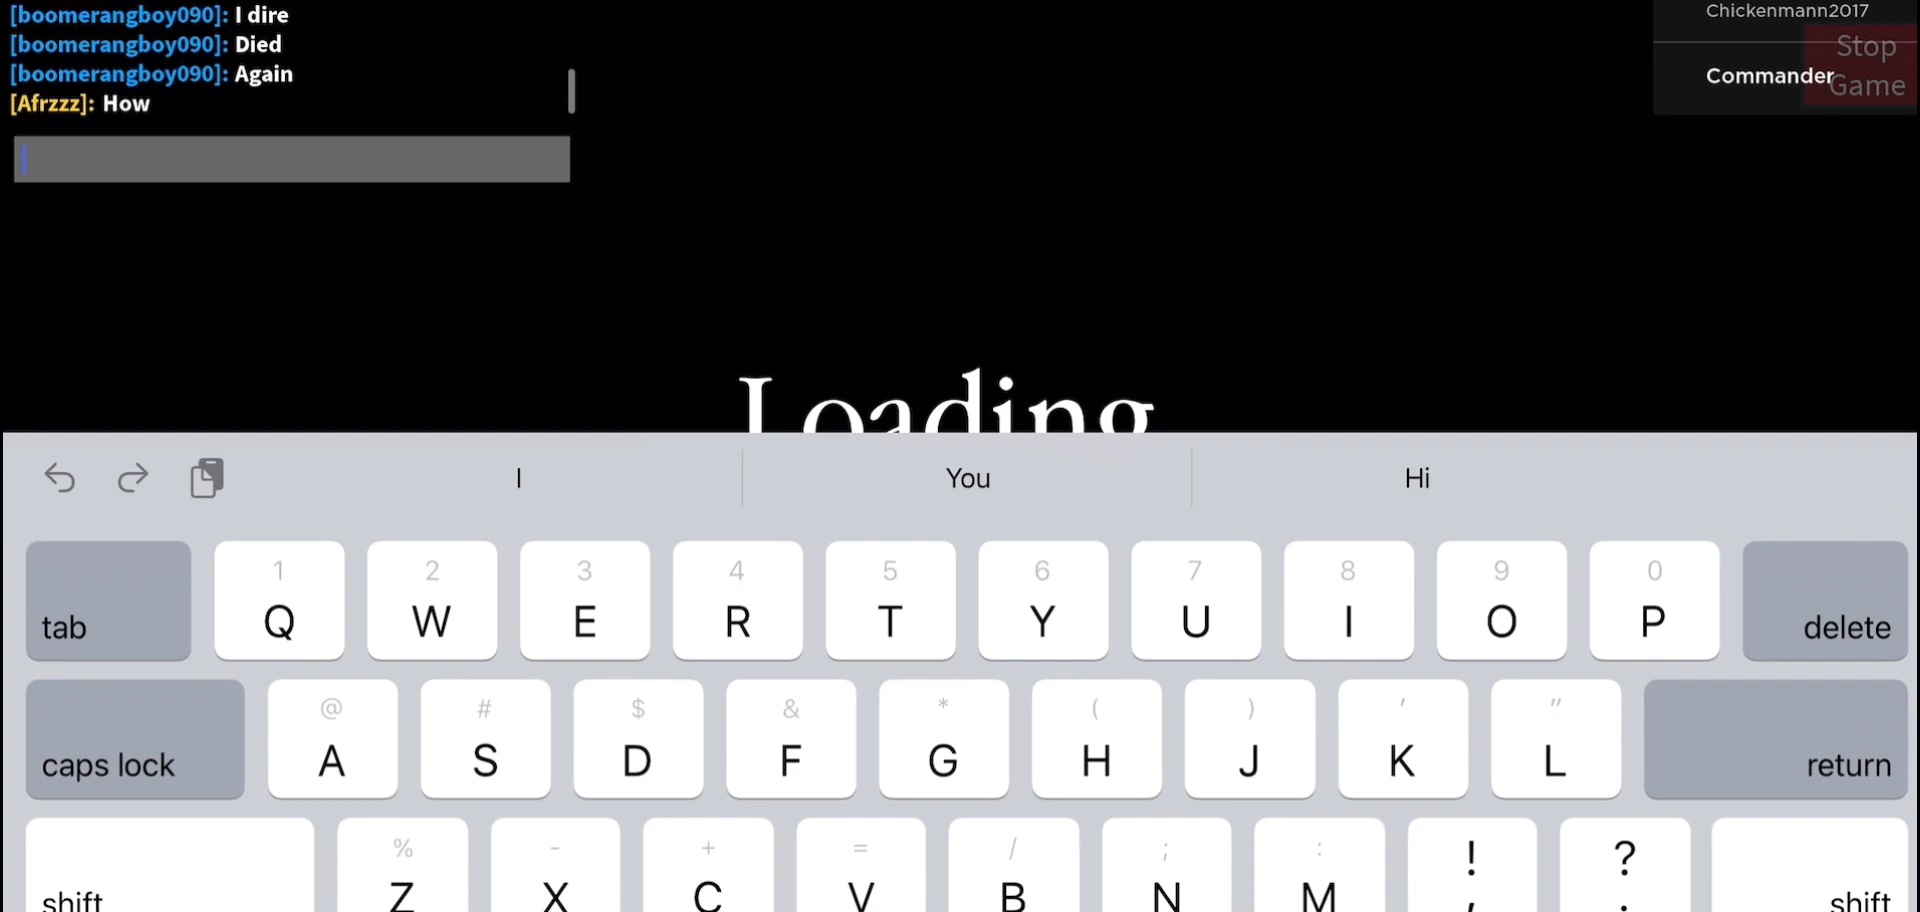 [boomerangboy090]: I dire
[boomerangboy090]: Died
[boomerangboy090]: Again
[Afrzzz]: How
Chickenmann2017
Commander
Stop
Game
Loading
I You Hi
1 2 3 4 5 6 7 8 9 0
tab Q W E R T Y U I O P delete
@ # $ & * ( ) ' "
caps lock A S D F G H J K L return
% - + = / ; : ! ?
shift Z X C V B N M , . shift